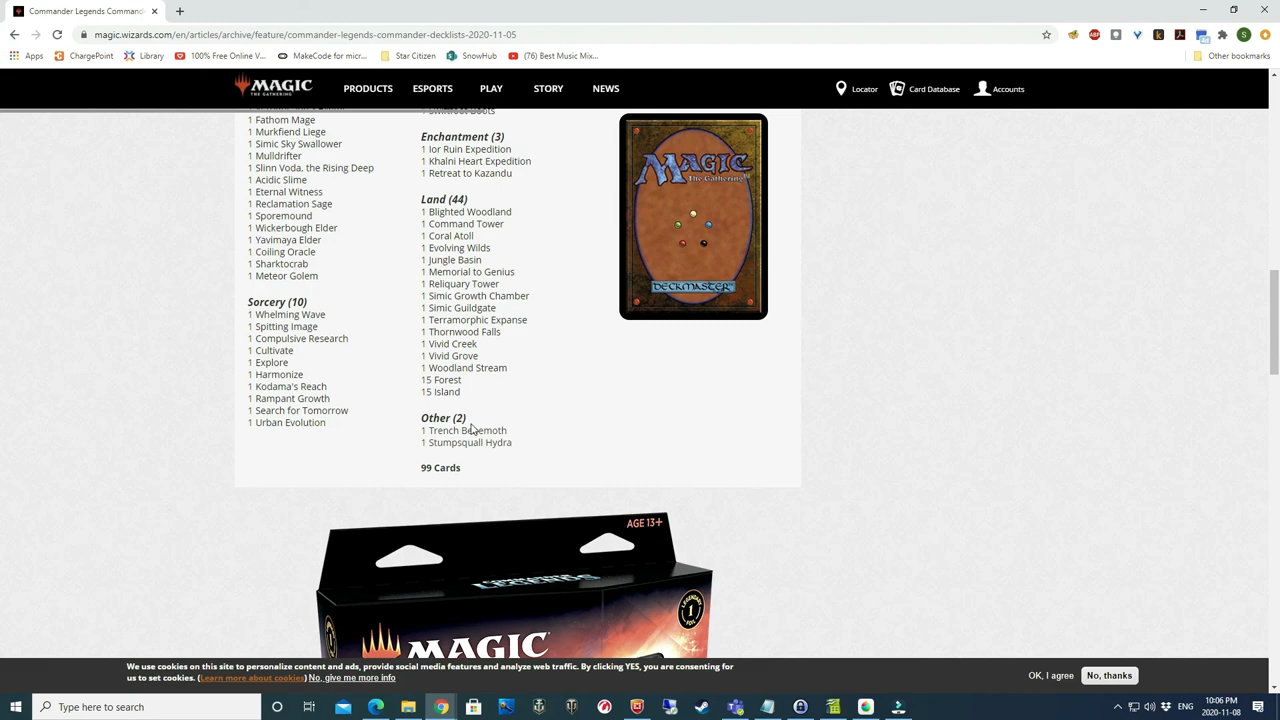 Commander Legends Comman
magic.wizards.com/en/articles/archive/feature/commander-legends-commander-decklists-2020-11-05
Apps
ChargePoint
Library
100% Free Online V...
MakeCode for micr...
Star Citizen
SnowHub
(76) Best Music Mix...
Other bookmarks
MAGIC
THE GATHERING
PRODUCTS
ESPORTS
PLAY
STORY
NEWS
Locator
Card Database
Accounts
1 Fathom Mage
1 Murkfiend Liege
1 Simic Sky Swallower
1 Mulldrifter
1 Slinn Voda, the Rising Deep
1 Acidic Slime
1 Eternal Witness
1 Reclamation Sage
1 Sporemound
1 Wickerbough Elder
1 Yavimaya Elder
1 Coiling Oracle
1 Sharktocrab
1 Meteor Golem
Sorcery (10)
1 Whelming Wave
1 Spitting Image
1 Compulsive Research
1 Cultivate
1 Explore
1 Harmonize
1 Kodama's Reach
1 Rampant Growth
1 Search for Tomorrow
1 Urban Evolution
Enchantment (3)
1 Ior Ruin Expedition
1 Khalni Heart Expedition
1 Retreat to Kazandu
Land (44)
1 Blighted Woodland
1 Command Tower
1 Coral Atoll
1 Evolving Wilds
1 Jungle Basin
1 Memorial to Genius
1 Reliquary Tower
1 Simic Growth Chamber
1 Simic Guildgate
1 Terramorphic Expanse
1 Thornwood Falls
1 Vivid Creek
1 Vivid Grove
1 Woodland Stream
15 Forest
15 Island
Other (2)
1 Trench Behemoth
1 Stumpsquall Hydra
99 Cards
MAGIC
The Gathering
DECKMASTER
AGE 13+
LEGENDS
MAGIC
1
We use cookies on this site to personalize content and ads, provide social media features and analyze web traffic. By clicking YES, you are consenting for
us to set cookies. (Learn more about cookies) No, give me more info
OK, I agree
No, thanks
Type here to search
10:06 PM
2020-11-08